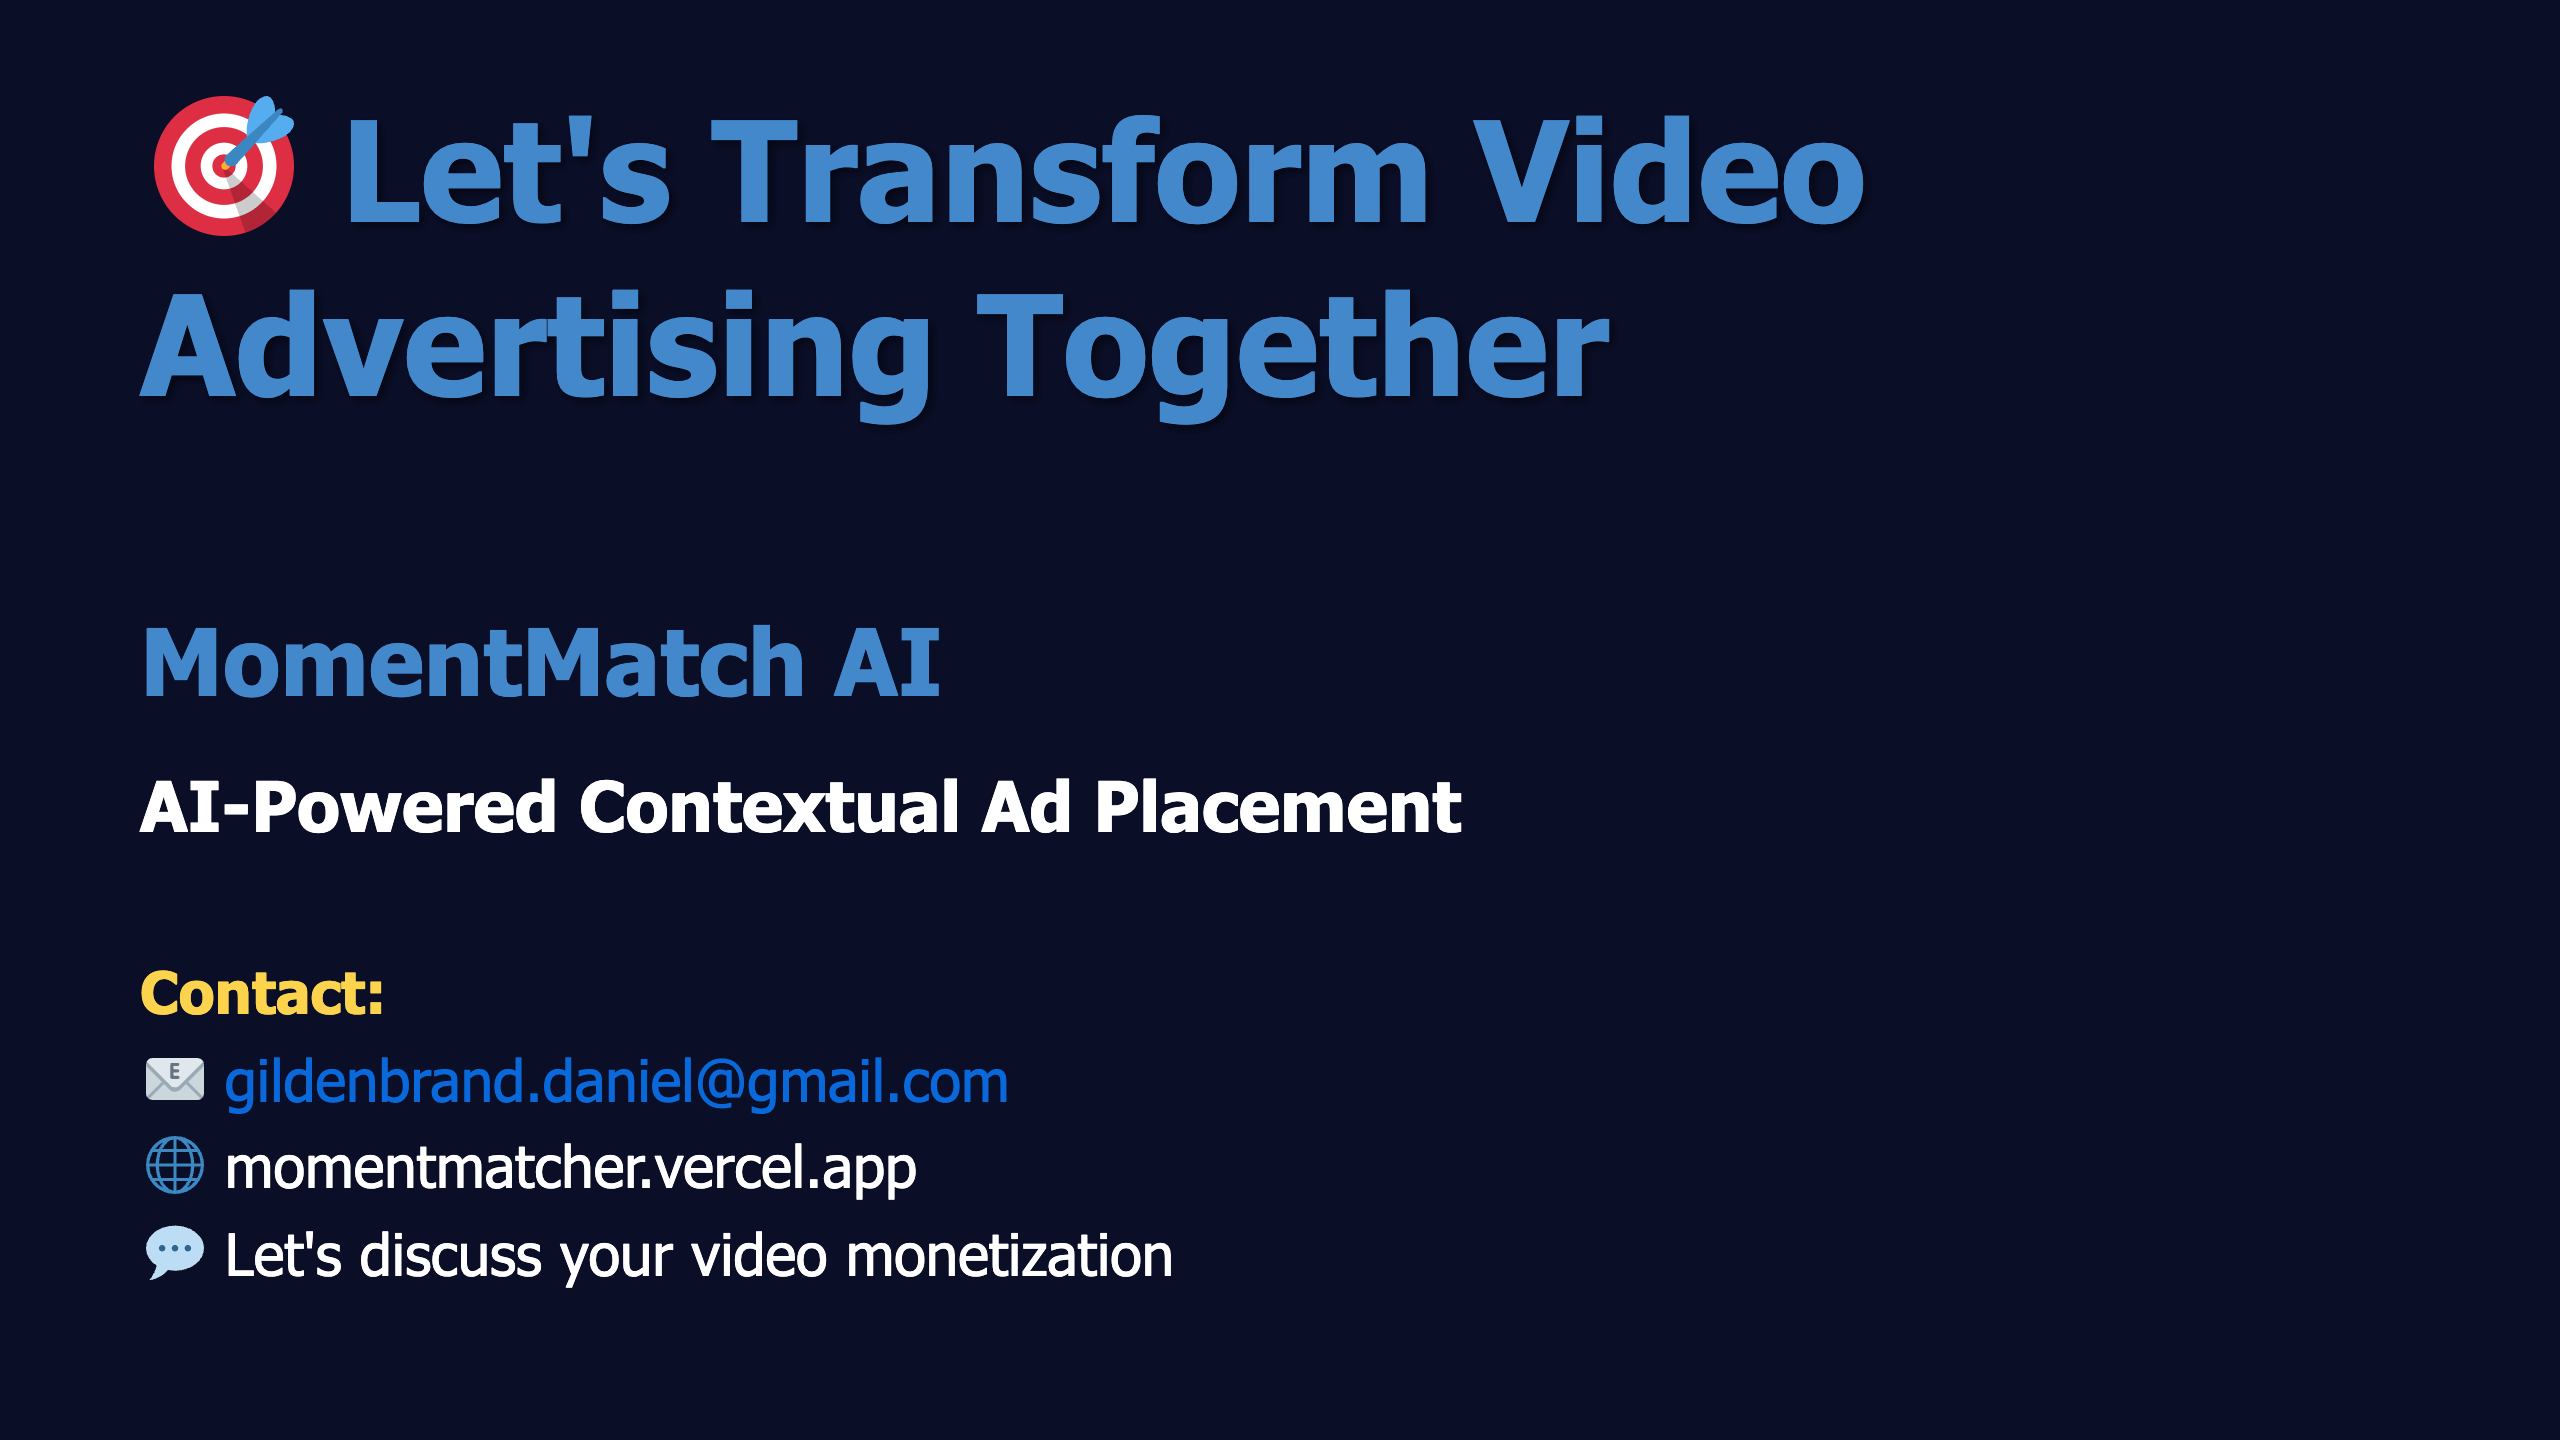 🎯 Let's Transform Video
Advertising Together
MomentMatch AI
AI-Powered Contextual Ad Placement
Contact:
📧 gildenbrand.daniel@gmail.com
🌐 momentmatcher.vercel.app
💬 Let's discuss your video monetization